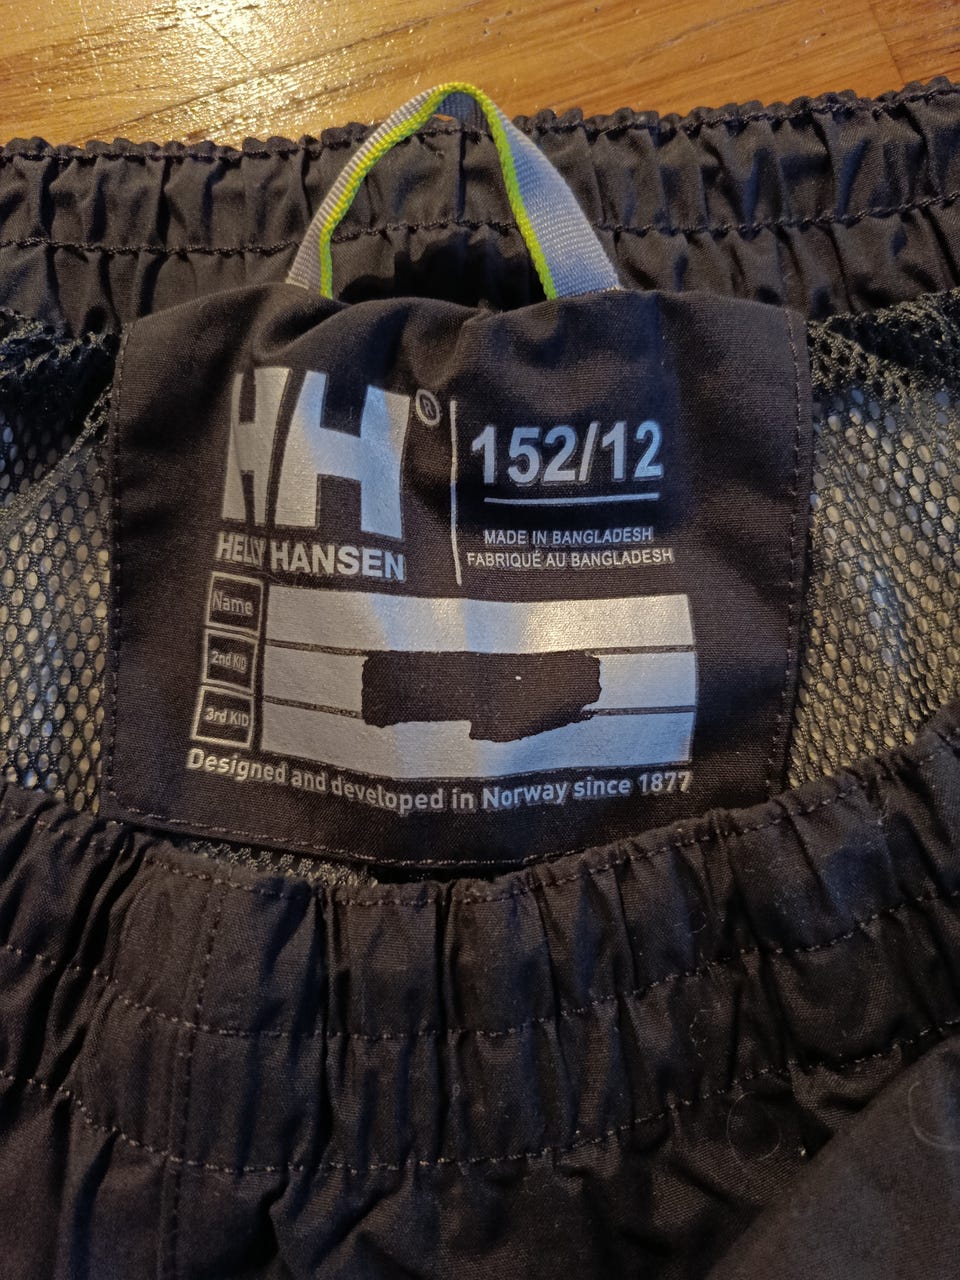 HH®
HELLY HANSEN
152/12
MADE IN BANGLADESH
FABRIQUÉ AU BANGLADESH
Name
2nd KID
3rd KID
Designed and developed in Norway since 1877